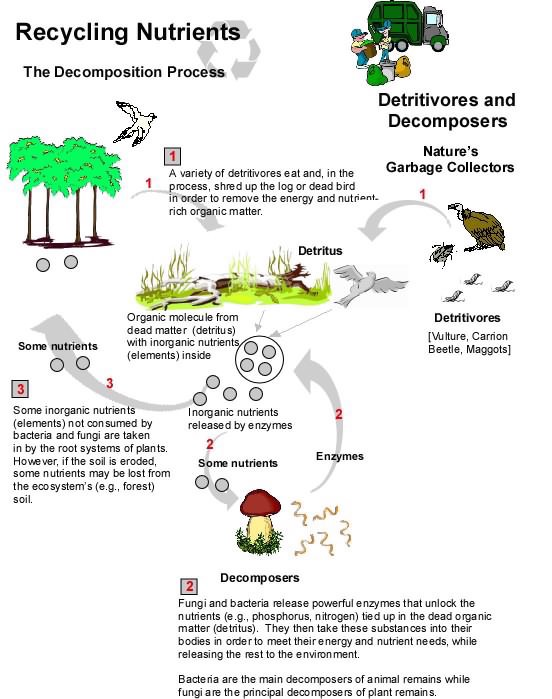 Recycling Nutrients
The Decomposition Process
Detritivores and
Decomposers
Nature's
Garbage Collectors
1
A variety of detritivores eat and, in the
process, shred up the log or dead bird
in order to remove the energy and nutrient-
rich organic matter.
1
1
Detritus
Detritivores
[Vulture, Carrion
Beetle, Maggots]
Organic molecule from
dead matter (detritus)
with inorganic nutrients
(elements) inside
Some nutrients
3
3
Some inorganic nutrients
(elements) not consumed by
bacteria and fungi are taken
in by the root systems of plants.
However, if the soil is eroded,
some nutrients may be lost from
the ecosystem's (e.g., forest)
soil.
Inorganic nutrients
released by enzymes
2
Some nutrients
2
Enzymes
Decomposers
2
Fungi and bacteria release powerful enzymes that unlock the
nutrients (e.g., phosphorus, nitrogen) tied up in the dead organic
matter (detritus). They then take these substances into their
bodies in order to meet their energy and nutrient needs, while
releasing the rest to the environment.
Bacteria are the main decomposers of animal remains while
fungi are the principal decomposers of plant remains.